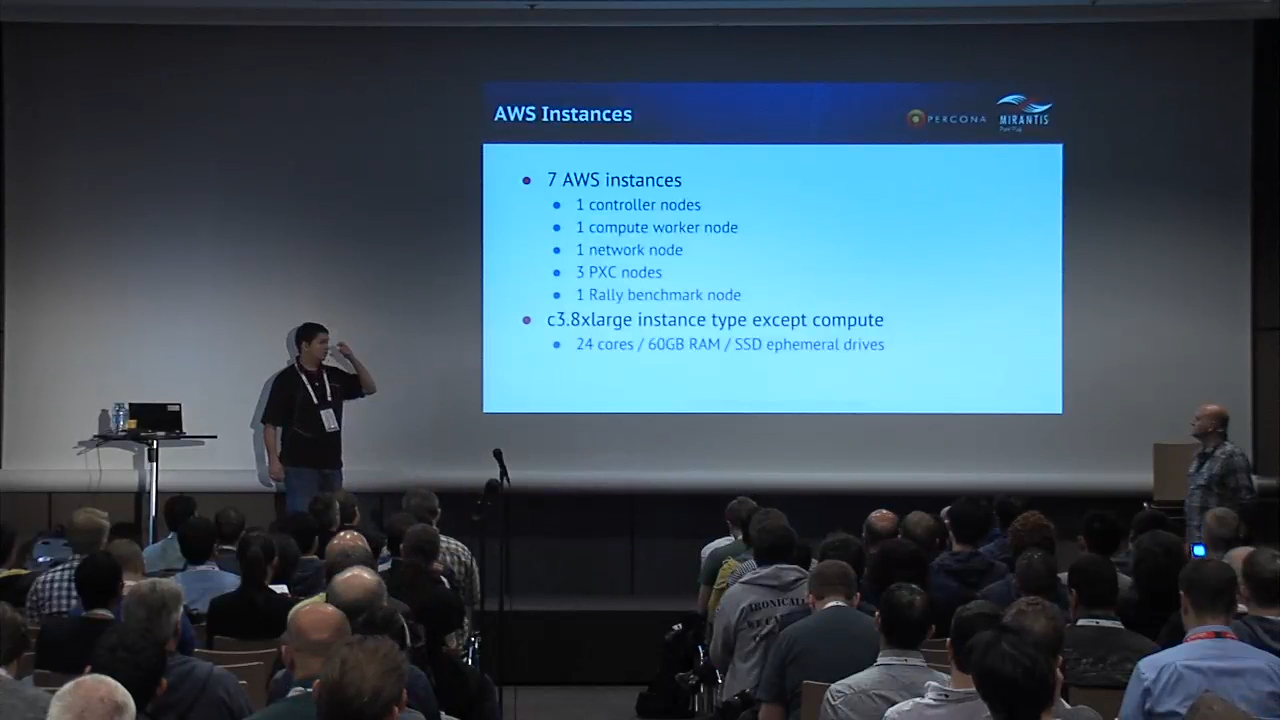 AWS Instances
PERCONA
MIRANTIS
7 AWS instances
1 controller nodes
1 compute worker node
1 network node
3 PXC nodes
1 Rally benchmark node
c3.8xlarge instance type except compute
24 cores / 60GB RAM / SSD ephemeral drives